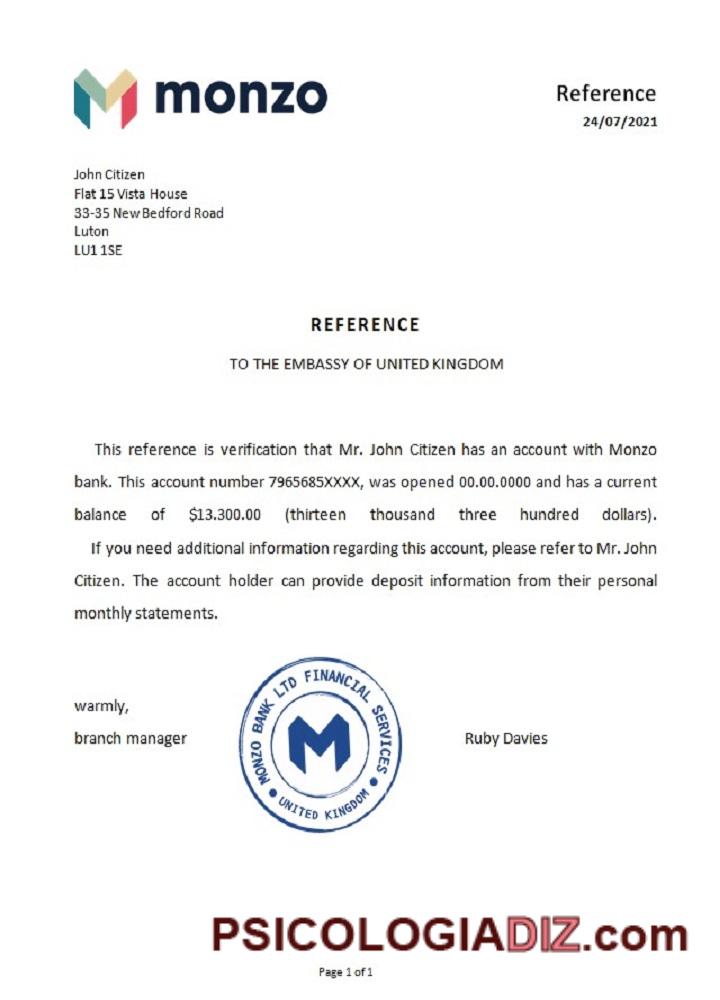 monzo
Reference
24/07/2021
John Citizen
Flat 15 Vista House
33-35 New Bedford Road
Luton
LU1 1SE
REFERENCE
TO THE EMBASSY OF UNITED KINGDOM
This reference is verification that Mr. John Citizen has an account with Monzo
bank. This account number 7965685XXXX, was opened 00.00.0000 and has a current
balance of $13.300.00 (thirteen thousand three hundred dollars).
If you need additional information regarding this account, please refer to Mr. John
Citizen. The account holder can provide deposit information from their personal
monthly statements.
warmly,
branch manager
MONZO BANK LTD FINANCIAL SERVICES
UNITED KINGDOM
Ruby Davies
PSICOLOGIADIZ.com
Page 1 of 1